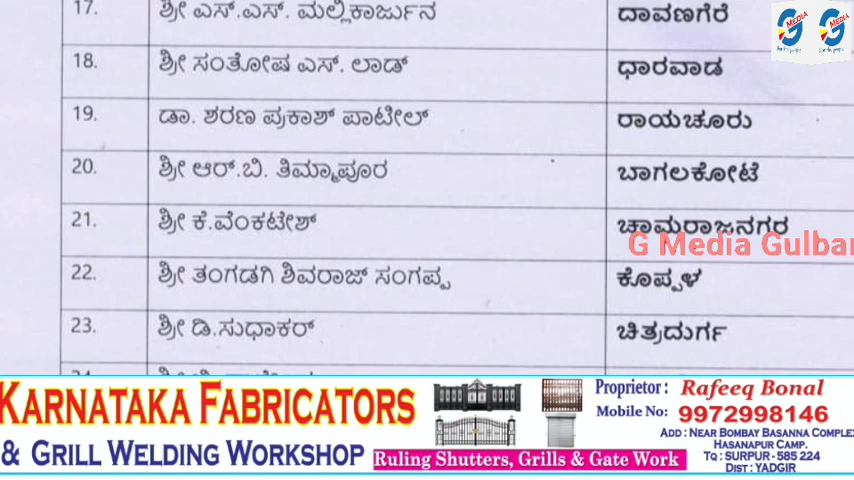 17. ಶ್ರೀ ಎಸ್.ಎಸ್. ಮಲ್ಲಿಕಾರ್ಜುನ ದಾವಣಗೆರೆ
18. ಶ್ರೀ ಸಂತೋಷ ಎಸ್. ಲಾಡ್ ಧಾರವಾಡ
19. ಡಾ. ಶರಣ ಪ್ರಕಾಶ್ ಪಾಟೀಲ್ ರಾಯಚೂರು
20. ಶ್ರೀ ಆರ್.ಬಿ. ತಿಮ್ಮಾಪೂರ ಬಾಗಲಕೋಟೆ
21. ಶ್ರೀ ಕೆ.ವೆಂಕಟೇಶ್ ಚಾಮರಾಜನಗರ
G Media Gulbar
22. ಶ್ರೀ ತಂಗಡಗಿ ಶಿವರಾಜ್ ಸಂಗಪ್ಪ ಕೊಪ್ಪಳ
23. ಶ್ರೀ ಡಿ.ಸುಧಾಕರ್ ಚಿತ್ರದುರ್ಗ
KARNATAKA FABRICATORS
& GRILL WELDING WORKSHOP
Ruling Shutters, Grills & Gate Work
Proprietor : Rafeeq Bonal
Mobile No: 9972998146
ADD : NEAR BOMBAY BASANNA COMPLEX
HASANAPUR CAMP.
TQ : SURPUR - 585 224
DIST : YADGIR
G MEDIA
G MEDIA